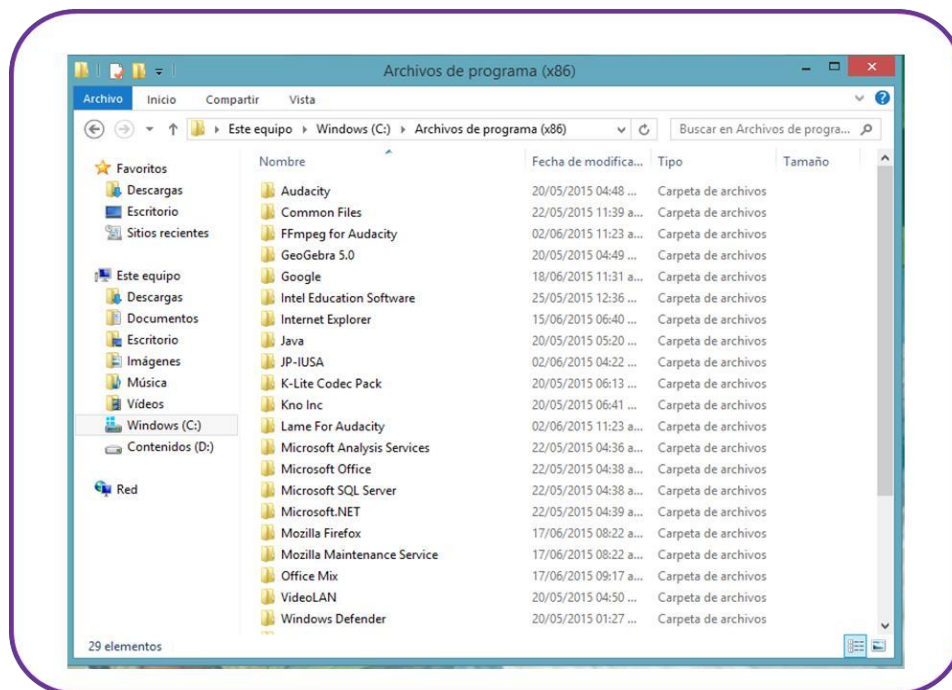 Archivos de programa (x86)
Archivo Inicio Compartir Vista
Este equipo Windows (C:) Archivos de programa (x86) Buscar en Archivos de progra...
Favoritos
Descargas
Escritorio
Sitios recientes
Este equipo
Descargas
Documentos
Escritorio
Imágenes
Música
Vídeos
Windows (C:)
Contenidos (D:)
Red
Nombre Fecha de modifica... Tipo Tamaño
Audacity 20/05/2015 04:48 ... Carpeta de archivos
Common Files 22/05/2015 11:39 a... Carpeta de archivos
FFmpeg for Audacity 02/06/2015 11:23 a... Carpeta de archivos
GeoGebra 5.0 20/05/2015 04:49 ... Carpeta de archivos
Google 18/06/2015 11:31 a... Carpeta de archivos
Intel Education Software 25/05/2015 12:36 ... Carpeta de archivos
Internet Explorer 15/06/2015 06:40 ... Carpeta de archivos
Java 20/05/2015 05:20 ... Carpeta de archivos
JP-IUSA 02/06/2015 04:22 ... Carpeta de archivos
K-Lite Codec Pack 20/05/2015 06:13 ... Carpeta de archivos
Kno Inc 20/05/2015 06:41 ... Carpeta de archivos
Lame For Audacity 02/06/2015 11:23 a... Carpeta de archivos
Microsoft Analysis Services 22/05/2015 04:36 a... Carpeta de archivos
Microsoft Office 22/05/2015 04:38 a... Carpeta de archivos
Microsoft SQL Server 22/05/2015 04:38 a... Carpeta de archivos
Microsoft.NET 22/05/2015 04:39 a... Carpeta de archivos
Mozilla Firefox 17/06/2015 08:22 a... Carpeta de archivos
Mozilla Maintenance Service 17/06/2015 08:22 a... Carpeta de archivos
Office Mix 17/06/2015 09:17 a... Carpeta de archivos
VideoLAN 20/05/2015 04:50 ... Carpeta de archivos
Windows Defender 20/05/2015 01:27 ... Carpeta de archivos
29 elementos